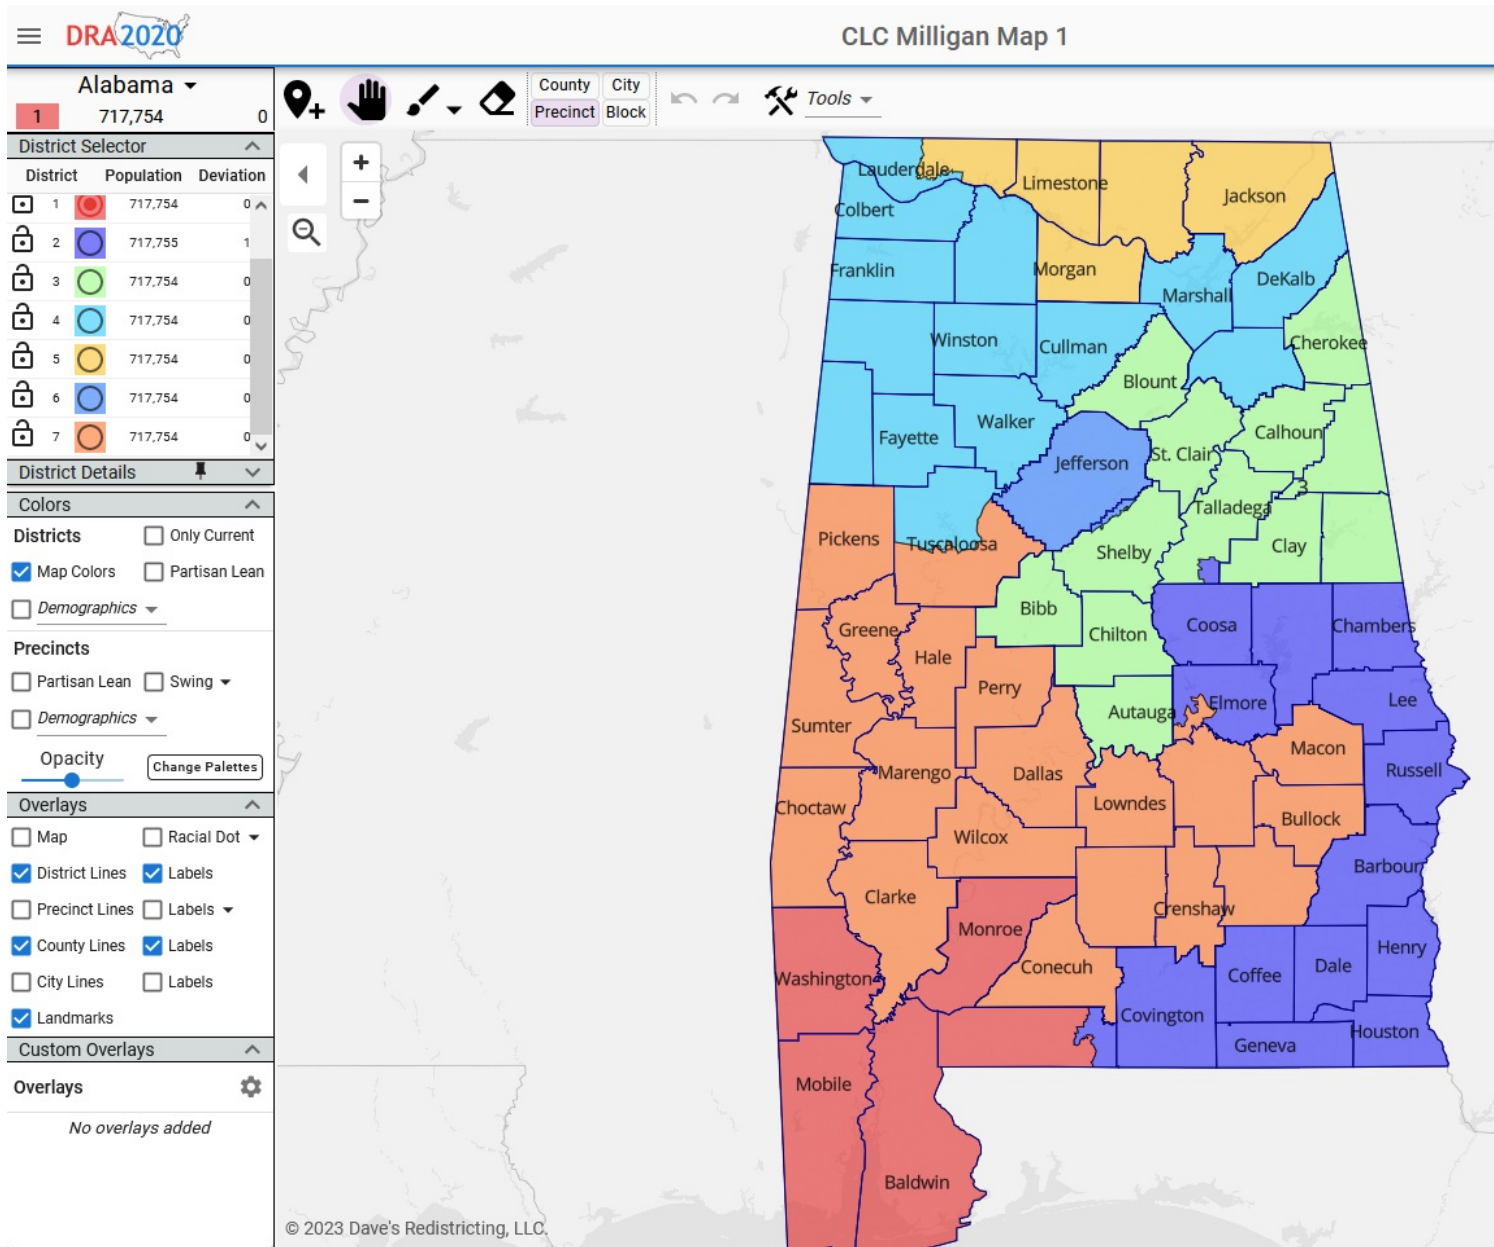 DRA2020
CLC Milligan Map 1
Alabama
1 717,754 0
County City
Precinct Block
Tools
District Selector
District Population Deviation
1 717,754 0
2 717,755 1
3 717,754 0
4 717,754 0
5 717,754 0
6 717,754 0
7 717,754 0
District Details
Colors
Districts Only Current
Map Colors Partisan Lean
Demographics
Precincts
Partisan Lean Swing
Demographics
Opacity Change Palettes
Overlays
Map Racial Dot
District Lines Labels
Precinct Lines Labels
County Lines Labels
City Lines Labels
Landmarks
Custom Overlays
Overlays
No overlays added
+
−
Lauderdale
Limestone
Jackson
Colbert
Franklin
Morgan
DeKalb
Marshall
Winston
Cullman
Cherokee
Blount
Walker
Fayette
Calhoun
St. Clair
Jefferson
3
Talladega
Pickens
Tuscaloosa
Shelby
Clay
Bibb
Coosa
Chambers
Greene
Chilton
Hale
Perry
Lee
Elmore
Autauga
Sumter
Macon
Russell
Marengo
Dallas
Choctaw
Lowndes
Bullock
Wilcox
Barbour
Clarke
Crenshaw
Monroe
Henry
Conecuh
Dale
Coffee
Washington
Covington
Houston
Geneva
Mobile
Baldwin
© 2023 Dave's Redistricting, LLC.